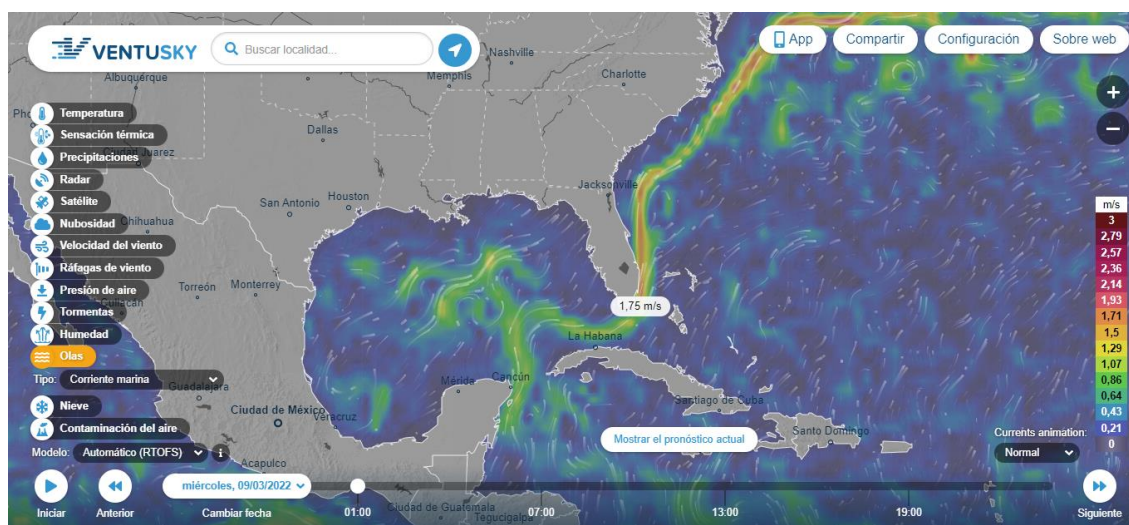 VENTUSKY
Buscar localidad...
App
Compartir
Configuración
Sobre web
+
−
Nashville
Memphis
Charlotte
Albuquerque
Dallas
Ciudad Juarez
Jacksonville
San Antonio
Houston
Chihuahua
Torreón
Monterrey
Culiacán
1,75 m/s
La Habana
Mérida
Cancún
Guadalajara
Ciudad de México
Veracruz
Santiago de Cuba
Santo Domingo
Acapulco
Ciudad de Guatemala
Tegucigalpa
Temperatura
Sensación térmica
Precipitaciones
Radar
Satélite
Nubosidad
Velocidad del viento
Ráfagas de viento
Presión de aire
Tormentas
Humedad
Olas
Tipo: Corriente marina
Nieve
Contaminación del aire
Modelo: Automático (RTOFS) i
m/s
3
2,79
2,57
2,36
2,14
1,93
1,71
1,5
1,29
1,07
0,86
0,64
0,43
0,21
0
Mostrar el pronóstico actual
Currents animation:
Normal
miércoles, 09/03/2022
Iniciar
Anterior
Cambiar fecha
01:00
07:00
13:00
19:00
Siguiente